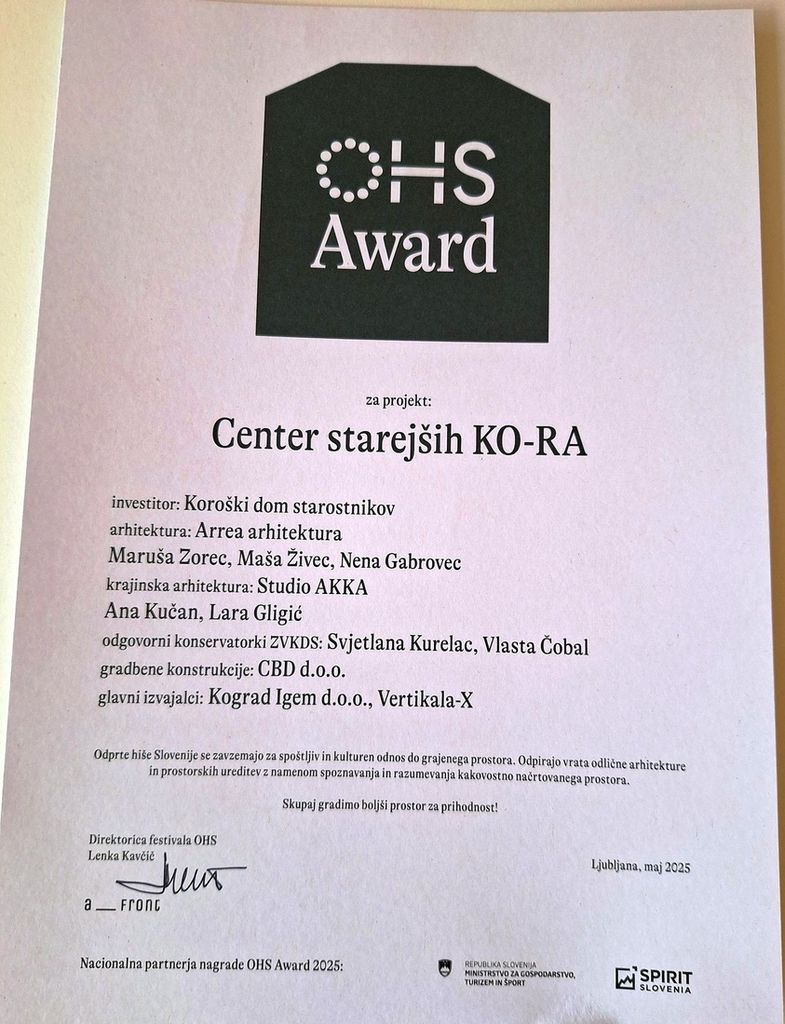 OHS
Award
za projekt:
Center starejših KO-RA
investitor: Koroški dom starostnikov
arhitektura: Arrea arhitektura
Maruša Zorec, Maša Živec, Nena Gabrovec
krajinska arhitektura: Studio AKKA
Ana Kučan, Lara Gligić
odgovorni konservatorki ZVKDS: Svjetlana Kurelac, Vlasta Čobal
gradbene konstrukcije: CBD d.o.o.
glavni izvajalci: Kograd Igem d.o.o., Vertikala-X
Odprte hiše Slovenije se zavzemajo za spoštljiv in kulturen odnos do grajenega prostora. Odpirajo vrata odlične arhitekture
in prostorskih ureditev z namenom spoznavanja in razumevanja kakovostno načrtovanega prostora.
Skupaj gradimo boljši prostor za prihodnost!
Direktorica festivala OHS
Lenka Kavčič
Ljubljana, maj 2025
a__FRONT
Nacionalna partnerja nagrade OHS Award 2025:
REPUBLIKA SLOVENIJA
MINISTRSTVO ZA GOSPODARSTVO,
TURIZEM IN ŠPORT
SPIRIT
SLOVENIA